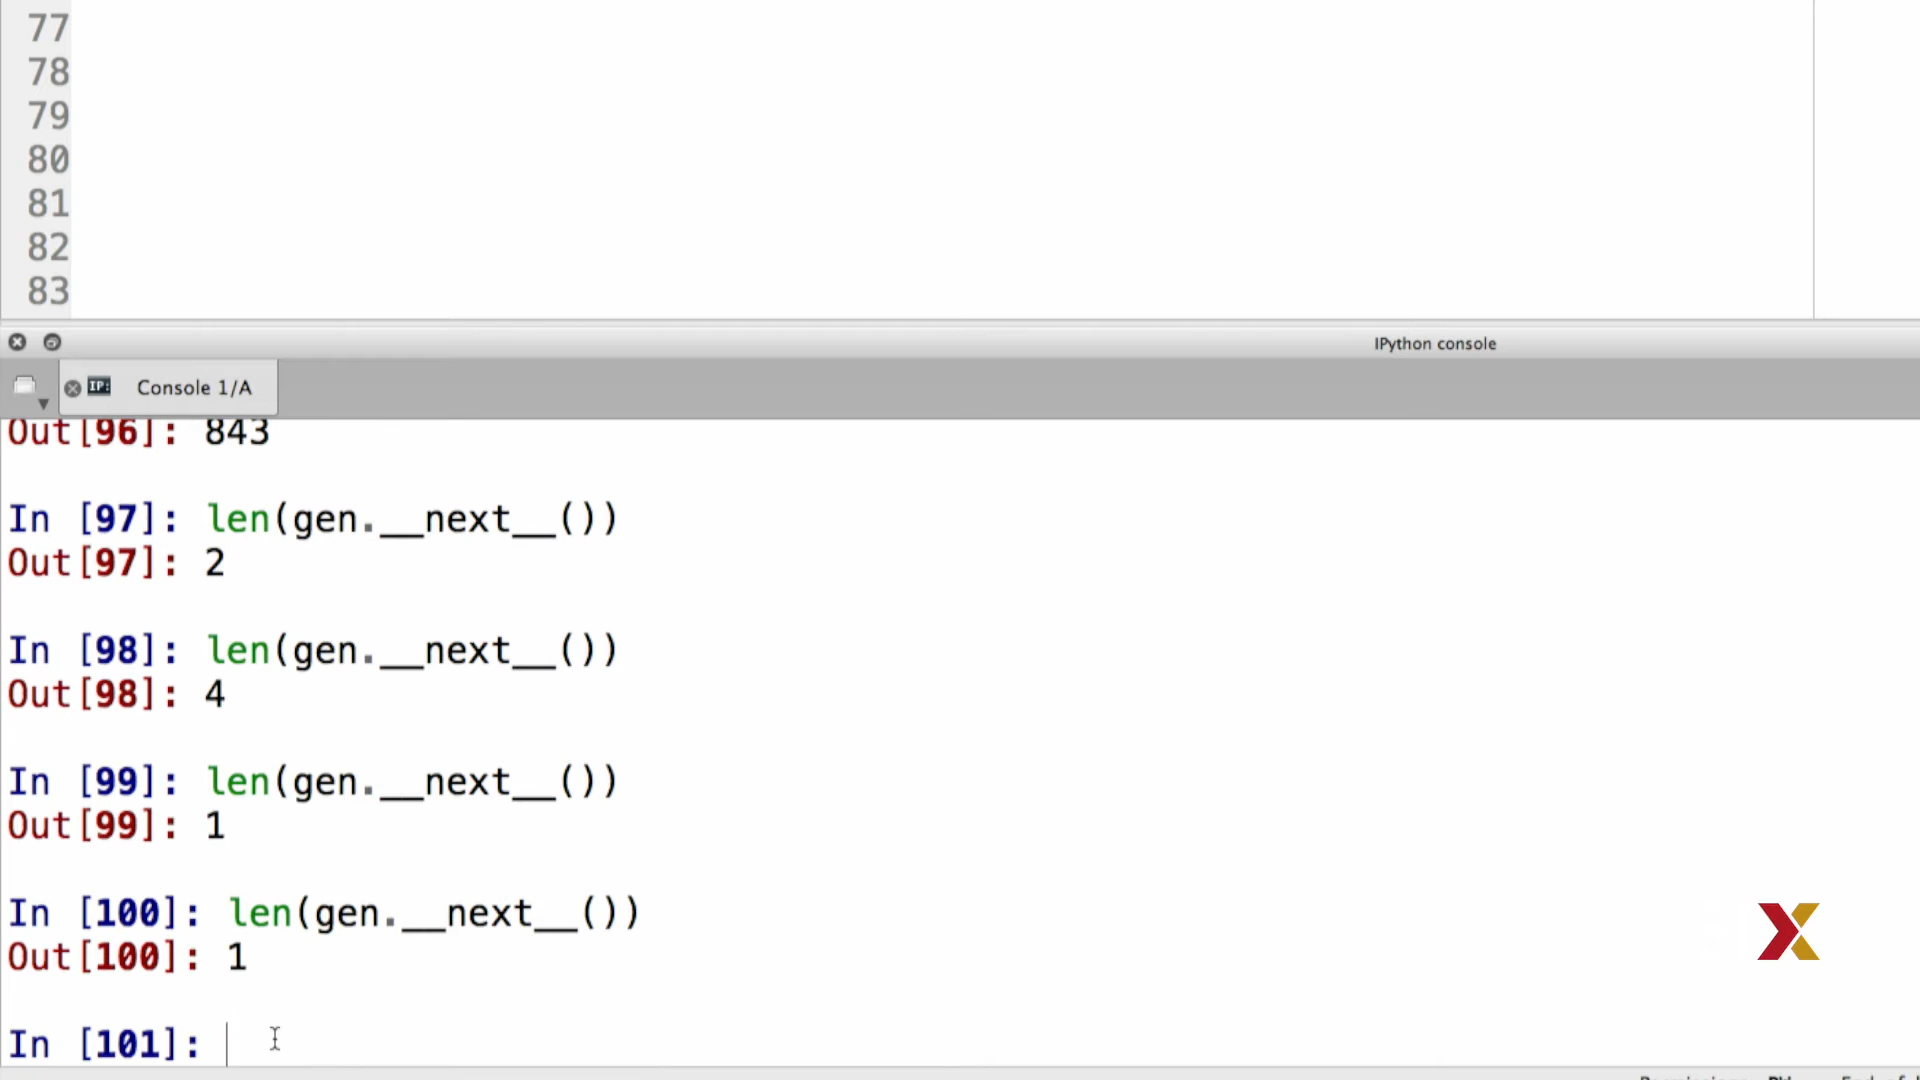 77
78
79
80
81
82
83
IPython console
IP: Console 1/A
Out[96]: 843
In [97]: len(gen.__next__())
Out[97]: 2
In [98]: len(gen.__next__())
Out[98]: 4
In [99]: len(gen.__next__())
Out[99]: 1
In [100]: len(gen.__next__())
Out[100]: 1
In [101]: